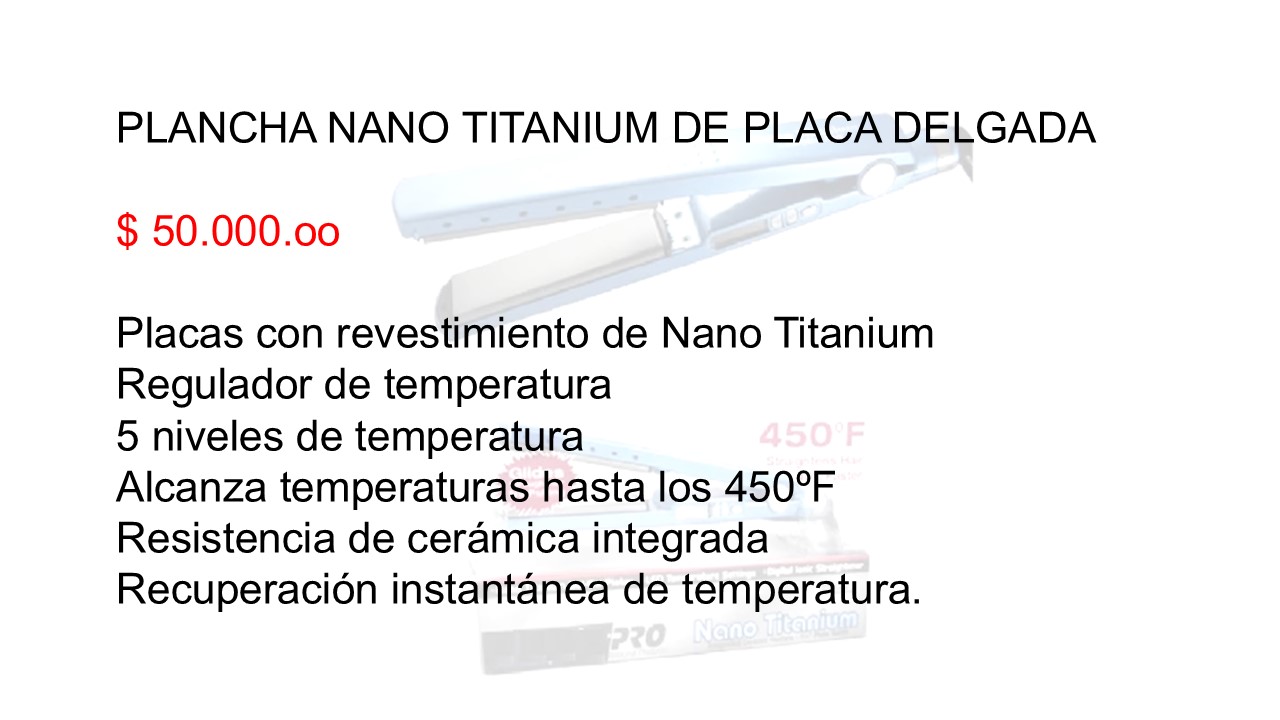 PLANCHA NANO TITANIUM DE PLACA DELGADA
$ 50.000.oo
Placas con revestimiento de Nano Titanium
Regulador de temperatura
5 niveles de temperatura
450°F
Alcanza temperaturas hasta los 450ºF
Resistencia de cerámica integrada
Recuperación instantánea de temperatura.
PRO Nano Titanium